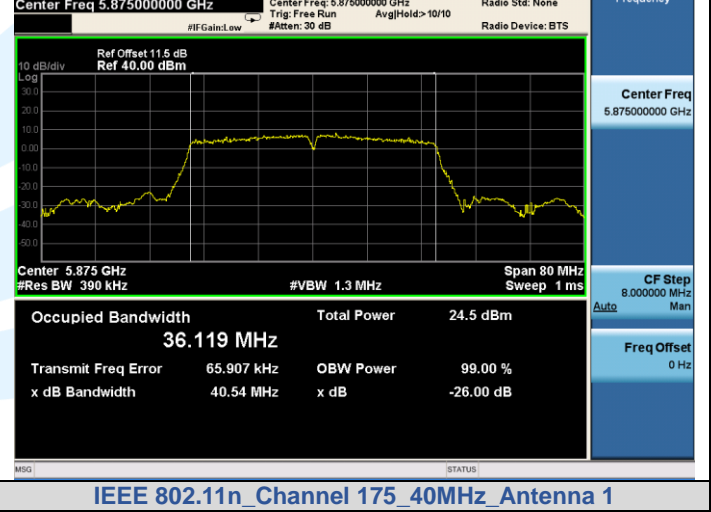 Center Freq 5.875000000 GHz
Center Freq: 5.875000000 GHz
Radio Std: None
Frequency
Trig: Free Run
Avg|Hold:> 10/10
#IFGain:Low
#Atten: 30 dB
Radio Device: BTS
Ref Offset 11.5 dB
10 dB/div
Ref 40.00 dBm
Log
30.0
20.0
10.0
0.00
-10.0
-20.0
-30.0
-40.0
-50.0
Center 5.875 GHz
Span 80 MHz
#Res BW 390 kHz
#VBW 1.3 MHz
Sweep 1 ms
Occupied Bandwidth
Total Power
24.5 dBm
36.119 MHz
Transmit Freq Error
65.907 kHz
OBW Power
99.00 %
x dB Bandwidth
40.54 MHz
x dB
-26.00 dB
Center Freq
5.875000000 GHz
CF Step
8.000000 MHz
Auto
Man
Freq Offset
0 Hz
MSG
STATUS
IEEE 802.11n_Channel 175_40MHz_Antenna 1